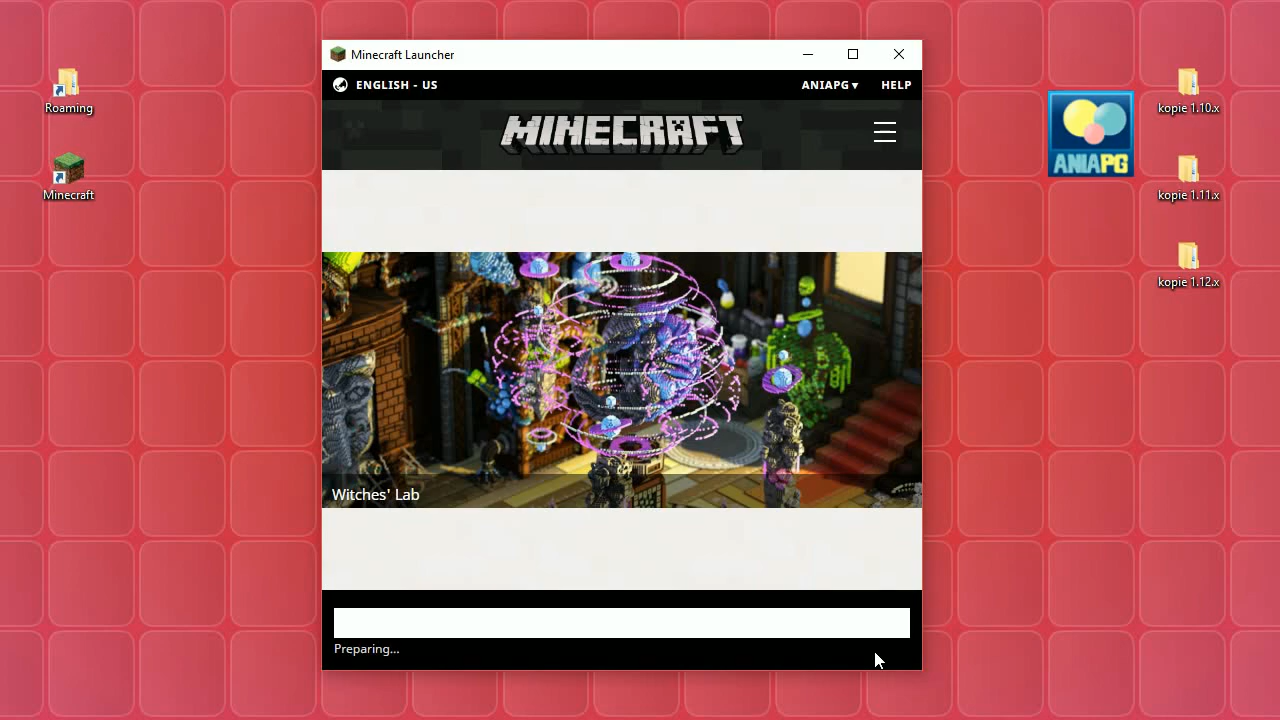 Minecraft Launcher
ENGLISH - US
ANIAPG
HELP
MINECRAFT
Witches' Lab
Preparing...
Roaming
Minecraft
ANIAPG
kopie 1.10.x
kopie 1.11.x
kopie 1.12.x